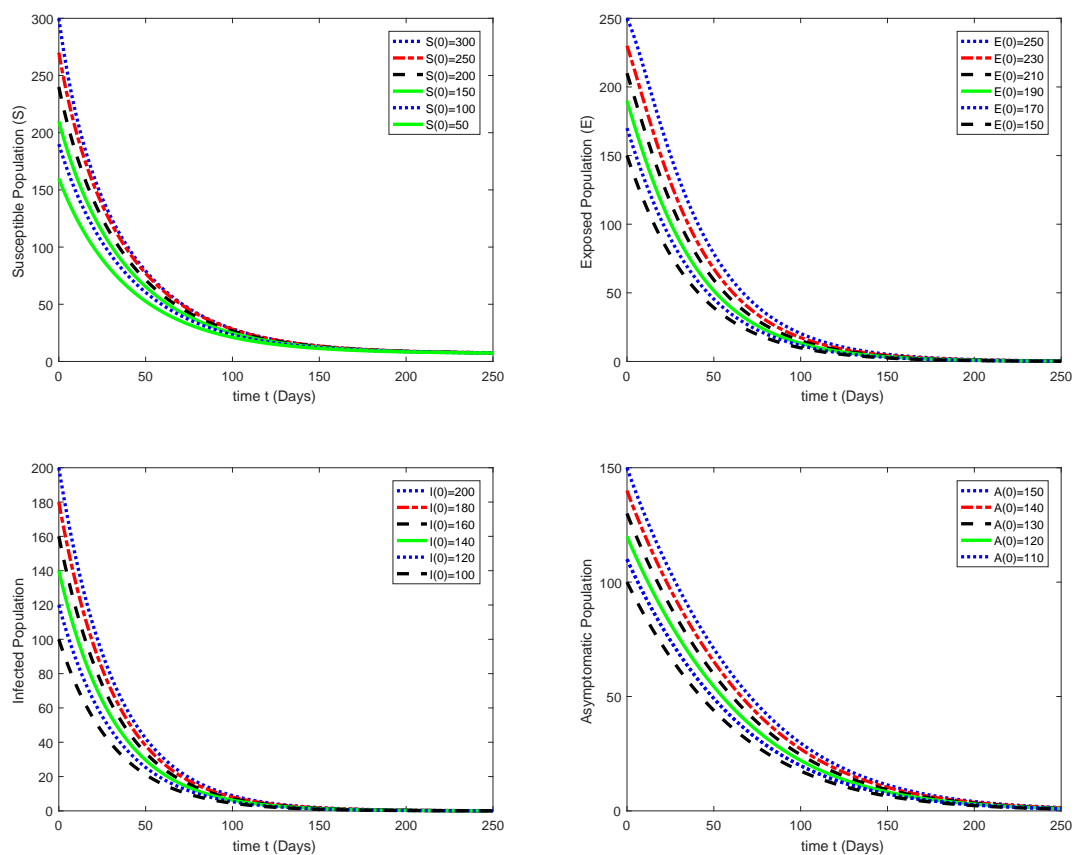 300
250
200
150
100
50
0
Susceptible Population (S)
0 50 100 150 200 250
time t (Days)
S(0)=300
S(0)=250
S(0)=200
S(0)=150
S(0)=100
S(0)=50
250
200
150
100
50
0
Exposed Population (E)
0 50 100 150 200 250
time t (Days)
E(0)=250
E(0)=230
E(0)=210
E(0)=190
E(0)=170
E(0)=150
200
180
160
140
120
100
80
60
40
20
0
Infected Population
0 50 100 150 200 250
time t (Days)
I(0)=200
I(0)=180
I(0)=160
I(0)=140
I(0)=120
I(0)=100
150
100
50
0
Asymptomatic Population
0 50 100 150 200 250
time t (Days)
A(0)=150
A(0)=140
A(0)=130
A(0)=120
A(0)=110